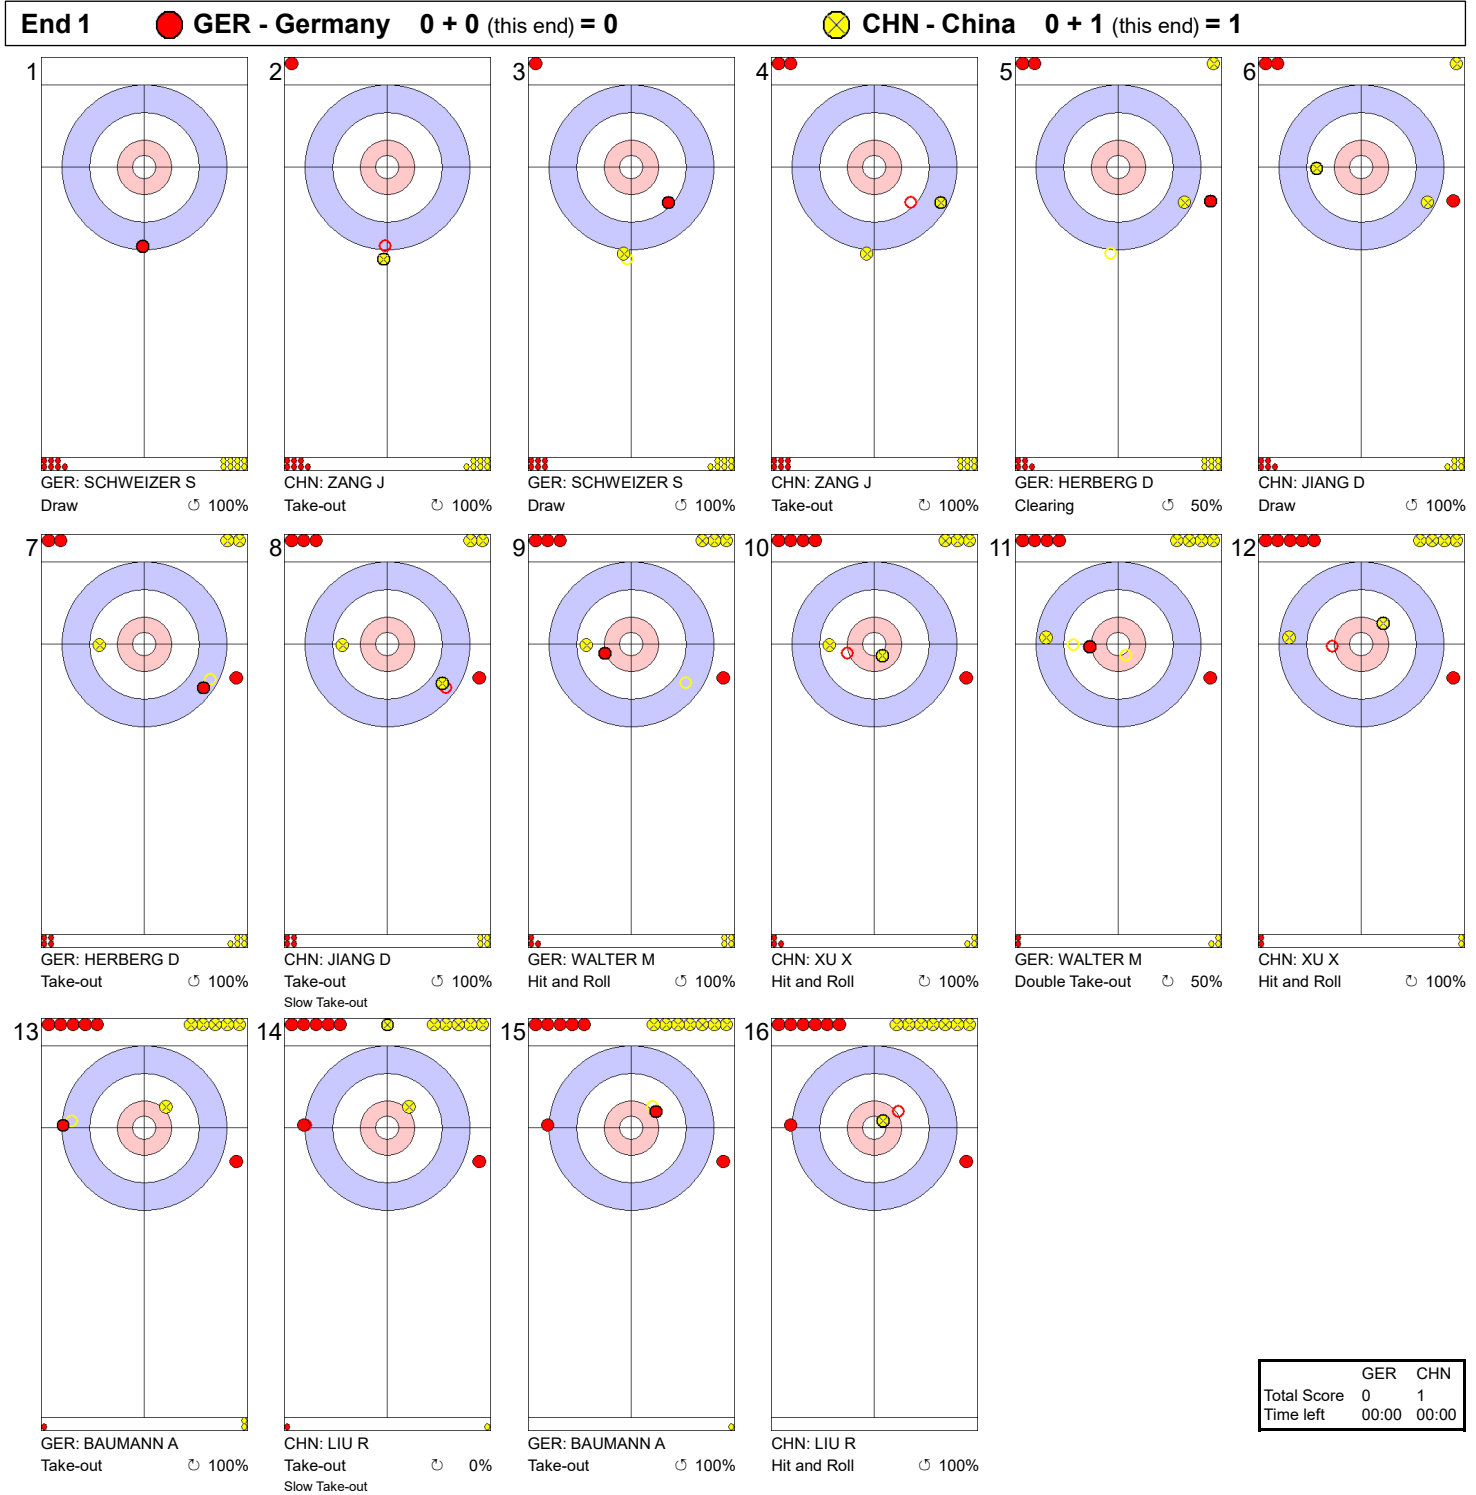 End 1 GER - Germany 0 + 0 (this end) = 0 CHN - China 0 + 1 (this end) = 1
1 2 3 4 5 6
GER: SCHWEIZER S CHN: ZANG J GER: SCHWEIZER S CHN: ZANG J GER: HERBERG D CHN: JIANG D
Draw ↺ 100% Take-out ↻ 100% Draw ↺ 100% Take-out ↻ 100% Clearing ↺ 50% Draw ↺ 100%
7 8 9 10 11 12
GER: HERBERG D CHN: JIANG D GER: WALTER M CHN: XU X GER: WALTER M CHN: XU X
Take-out ↺ 100% Take-out ↺ 100% Hit and Roll ↺ 100% Hit and Roll ↻ 100% Double Take-out ↻ 50% Hit and Roll ↻ 100%
Slow Take-out
13 14 15 16
GER: BAUMANN A CHN: LIU R GER: BAUMANN A CHN: LIU R
Take-out ↻ 100% Take-out ↻ 0% Take-out ↺ 100% Hit and Roll ↺ 100%
Slow Take-out
GER CHN
Total Score 0 1
Time left 00:00 00:00